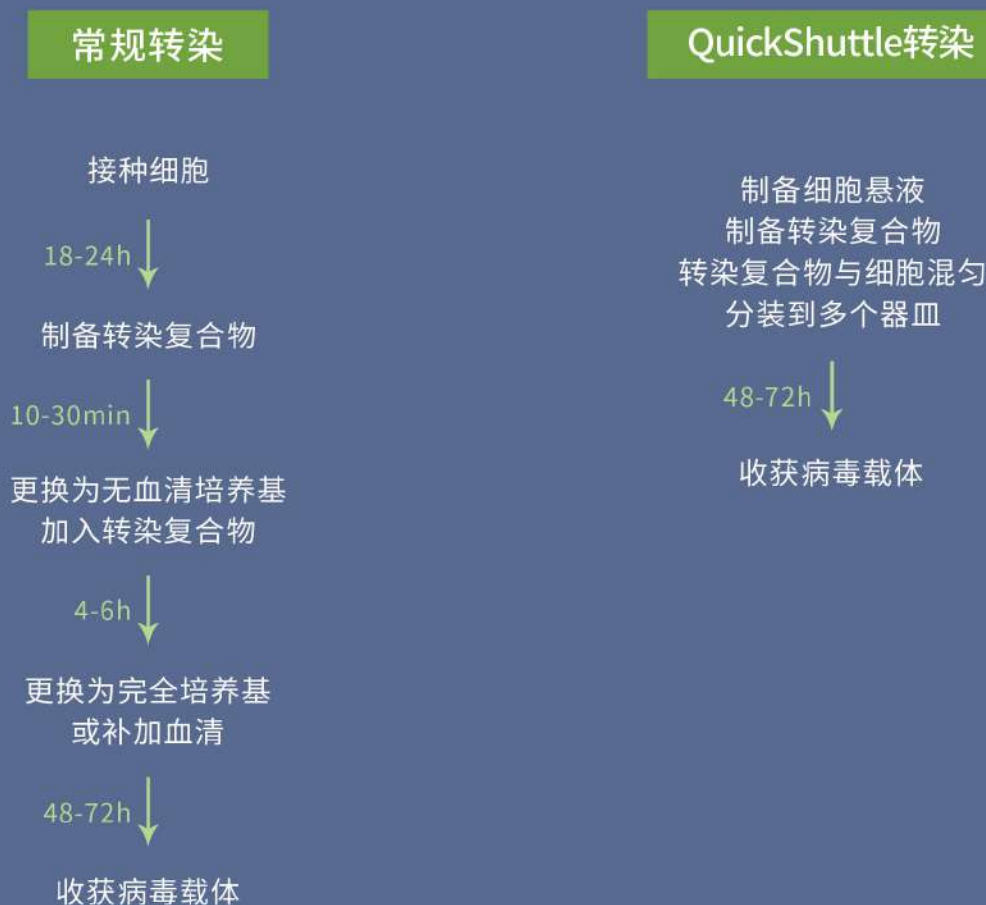 常规转染
接种细胞
18-24h
制备转染复合物
10-30min
更换为无血清培养基
加入转染复合物
4-6h
更换为完全培养基
或补加血清
48-72h
收获病毒载体
QuickShuttle转染
制备细胞悬液
制备转染复合物
转染复合物与细胞混匀
分装到多个器皿
48-72h
收获病毒载体